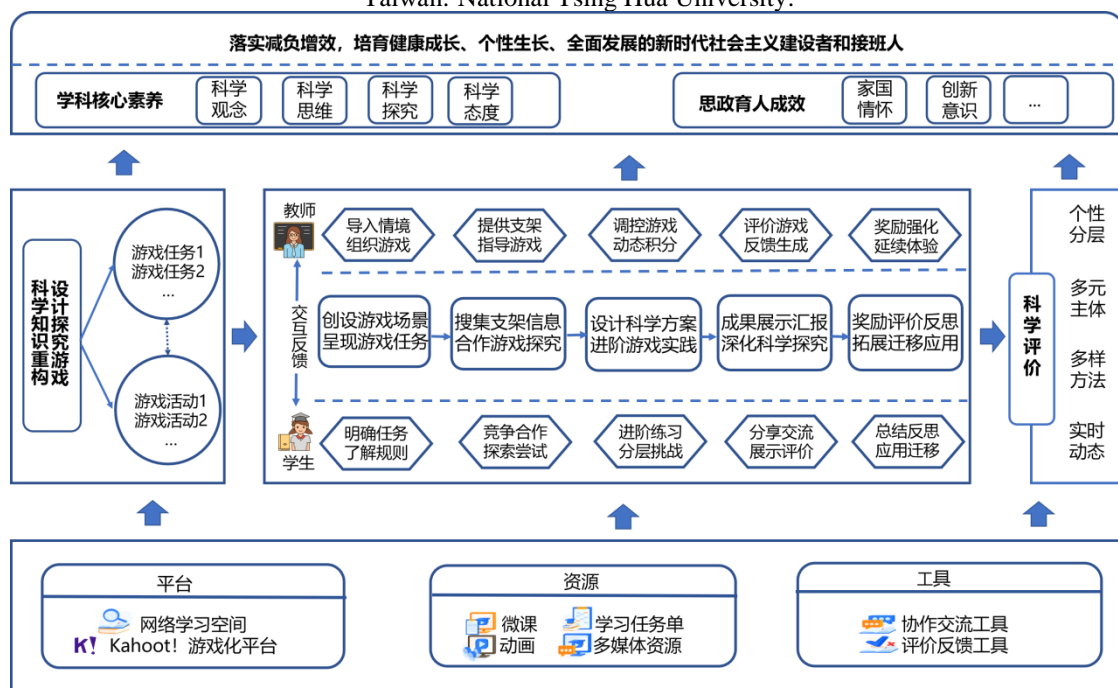 Taiwan: National Tsing Hua University.
落实减负增效，培育健康成长、个性生长、全面发展的新时代社会主义建设者和接班人
学科核心素养
科学
观念
科学
思维
科学
探究
科学
态度
思政育人成效
家国
情怀
创新
意识
...
设计探究游戏
科学知识重构
游戏任务1
游戏任务2
...
游戏活动1
游戏活动2
...
教师
导入情境
组织游戏
提供支架
指导游戏
调控游戏
动态积分
评价游戏
反馈生成
奖励强化
延续体验
交互反馈
创设游戏场景
呈现游戏任务
搜集支架信息
合作游戏探究
设计科学方案
进阶游戏实践
成果展示汇报
深化科学探究
奖励评价反思
拓展迁移应用
学生
明确任务
了解规则
竞争合作
探索尝试
进阶练习
分层挑战
分享交流
展示评价
总结反思
应用迁移
科学评价
个性
分层
多元
主体
多样
方法
实时
动态
平台
网络学习空间
K! Kahoot！游戏化平台
资源
微课
学习任务单
动画
多媒体资源
工具
协作交流工具
评价反馈工具